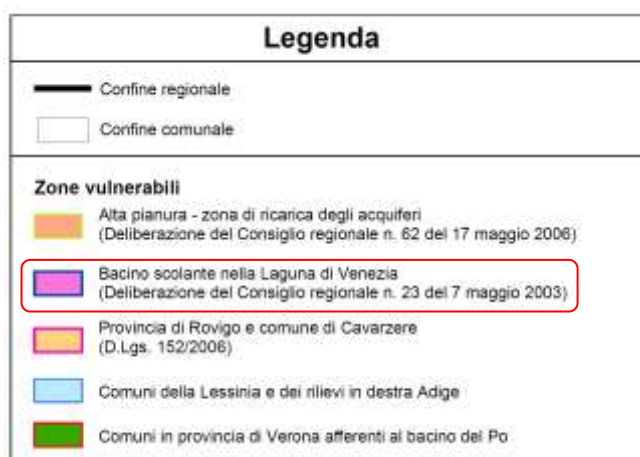 Legenda
Confine regionale
Confine comunale
Zone vulnerabili
Alta pianura - zona di ricarica degli acquiferi
(Deliberazione del Consiglio regionale n. 62 del 17 maggio 2006)
Bacino scolante nella Laguna di Venezia
(Deliberazione del Consiglio regionale n. 23 del 7 maggio 2003)
Provincia di Rovigo e comune di Cavarzere
(D.Lgs. 152/2006)
Comuni della Lessinia e dei rilievi in destra Adige
Comuni in provincia di Verona afferenti al bacino del Po